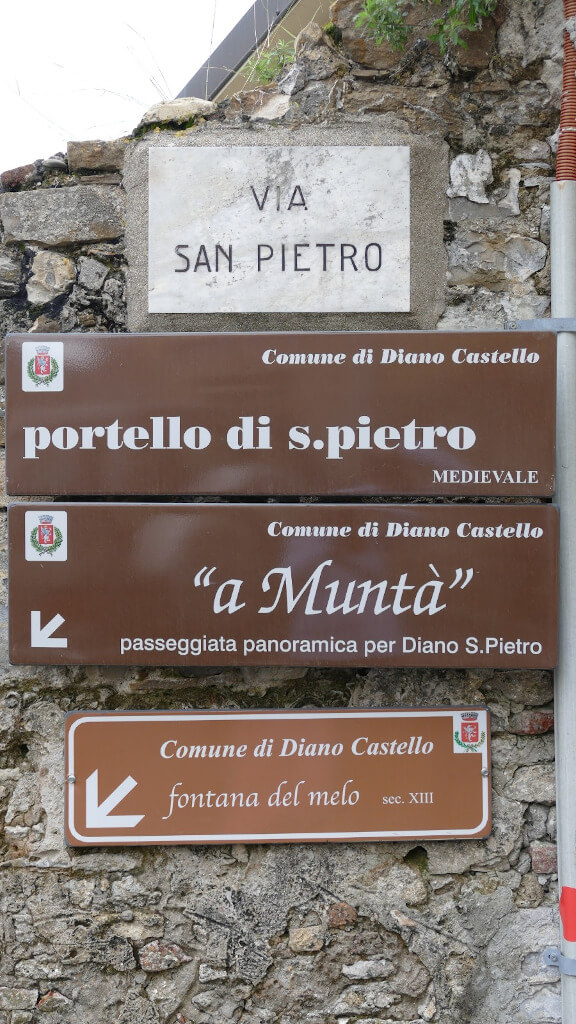 VIA
SAN PIETRO
Comune di Diano Castello
portello di s.pietro
MEDIEVALE
Comune di Diano Castello
“a Muntà”
passeggiata panoramica per Diano S.Pietro
Comune di Diano Castello
fontana del melo sec. XIII